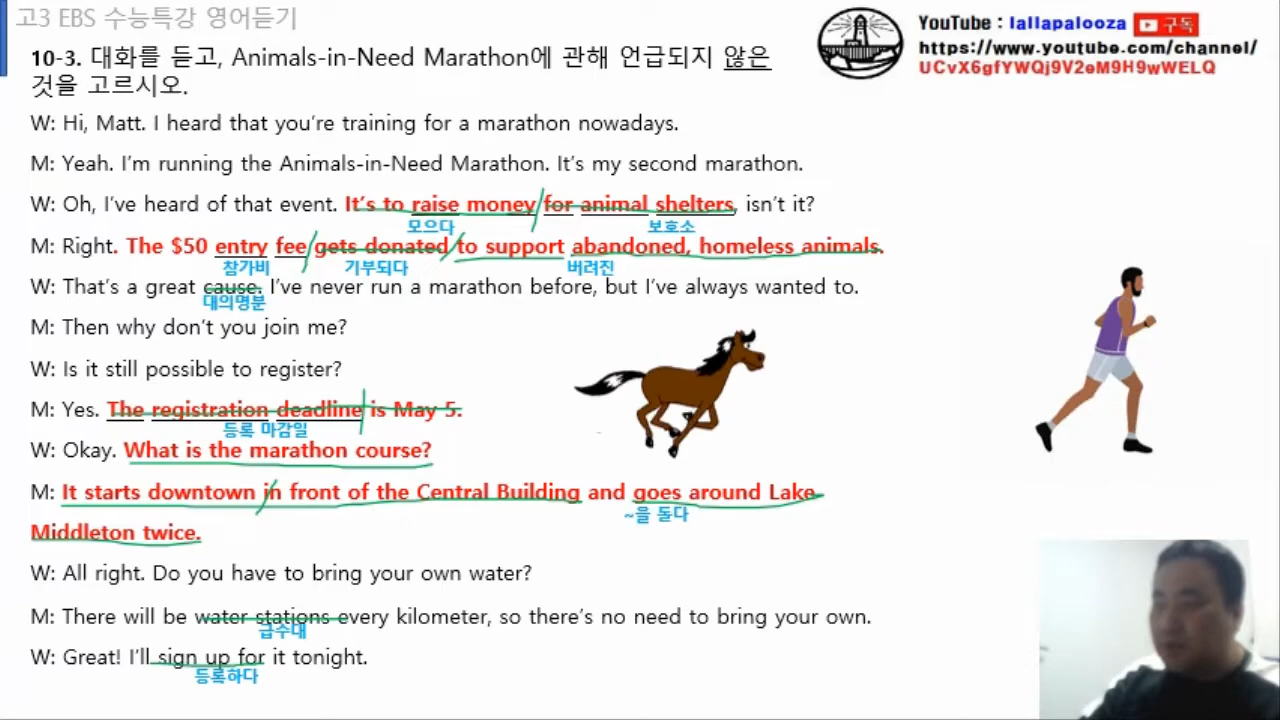 고3 EBS 수능특강 영어듣기
YouTube : lallapalooza 구독
https://www.youtube.com/channel/
UCvX6gfYWQj9V2eM9H9wWELQ
10-3. 대화를 듣고, Animals-in-Need Marathon에 관해 언급되지 않은
것을 고르시오.
W: Hi, Matt. I heard that you're training for a marathon nowadays.
M: Yeah. I'm running the Animals-in-Need Marathon. It's my second marathon.
W: Oh, I've heard of that event. It's to raise money for animal shelters, isn't it?
모으다 보호소
M: Right. The $50 entry fee gets donated to support abandoned, homeless animals.
참가비 기부되다 버려진
W: That's a great cause. I've never run a marathon before, but I've always wanted to.
대의명분
M: Then why don't you join me?
W: Is it still possible to register?
M: Yes. The registration deadline is May 5.
등록 마감일
W: Okay. What is the marathon course?
M: It starts downtown in front of the Central Building and goes around Lake
~을 돌다
Middleton twice.
W: All right. Do you have to bring your own water?
M: There will be water stations every kilometer, so there's no need to bring your own.
급수대
W: Great! I'll sign up for it tonight.
등록하다